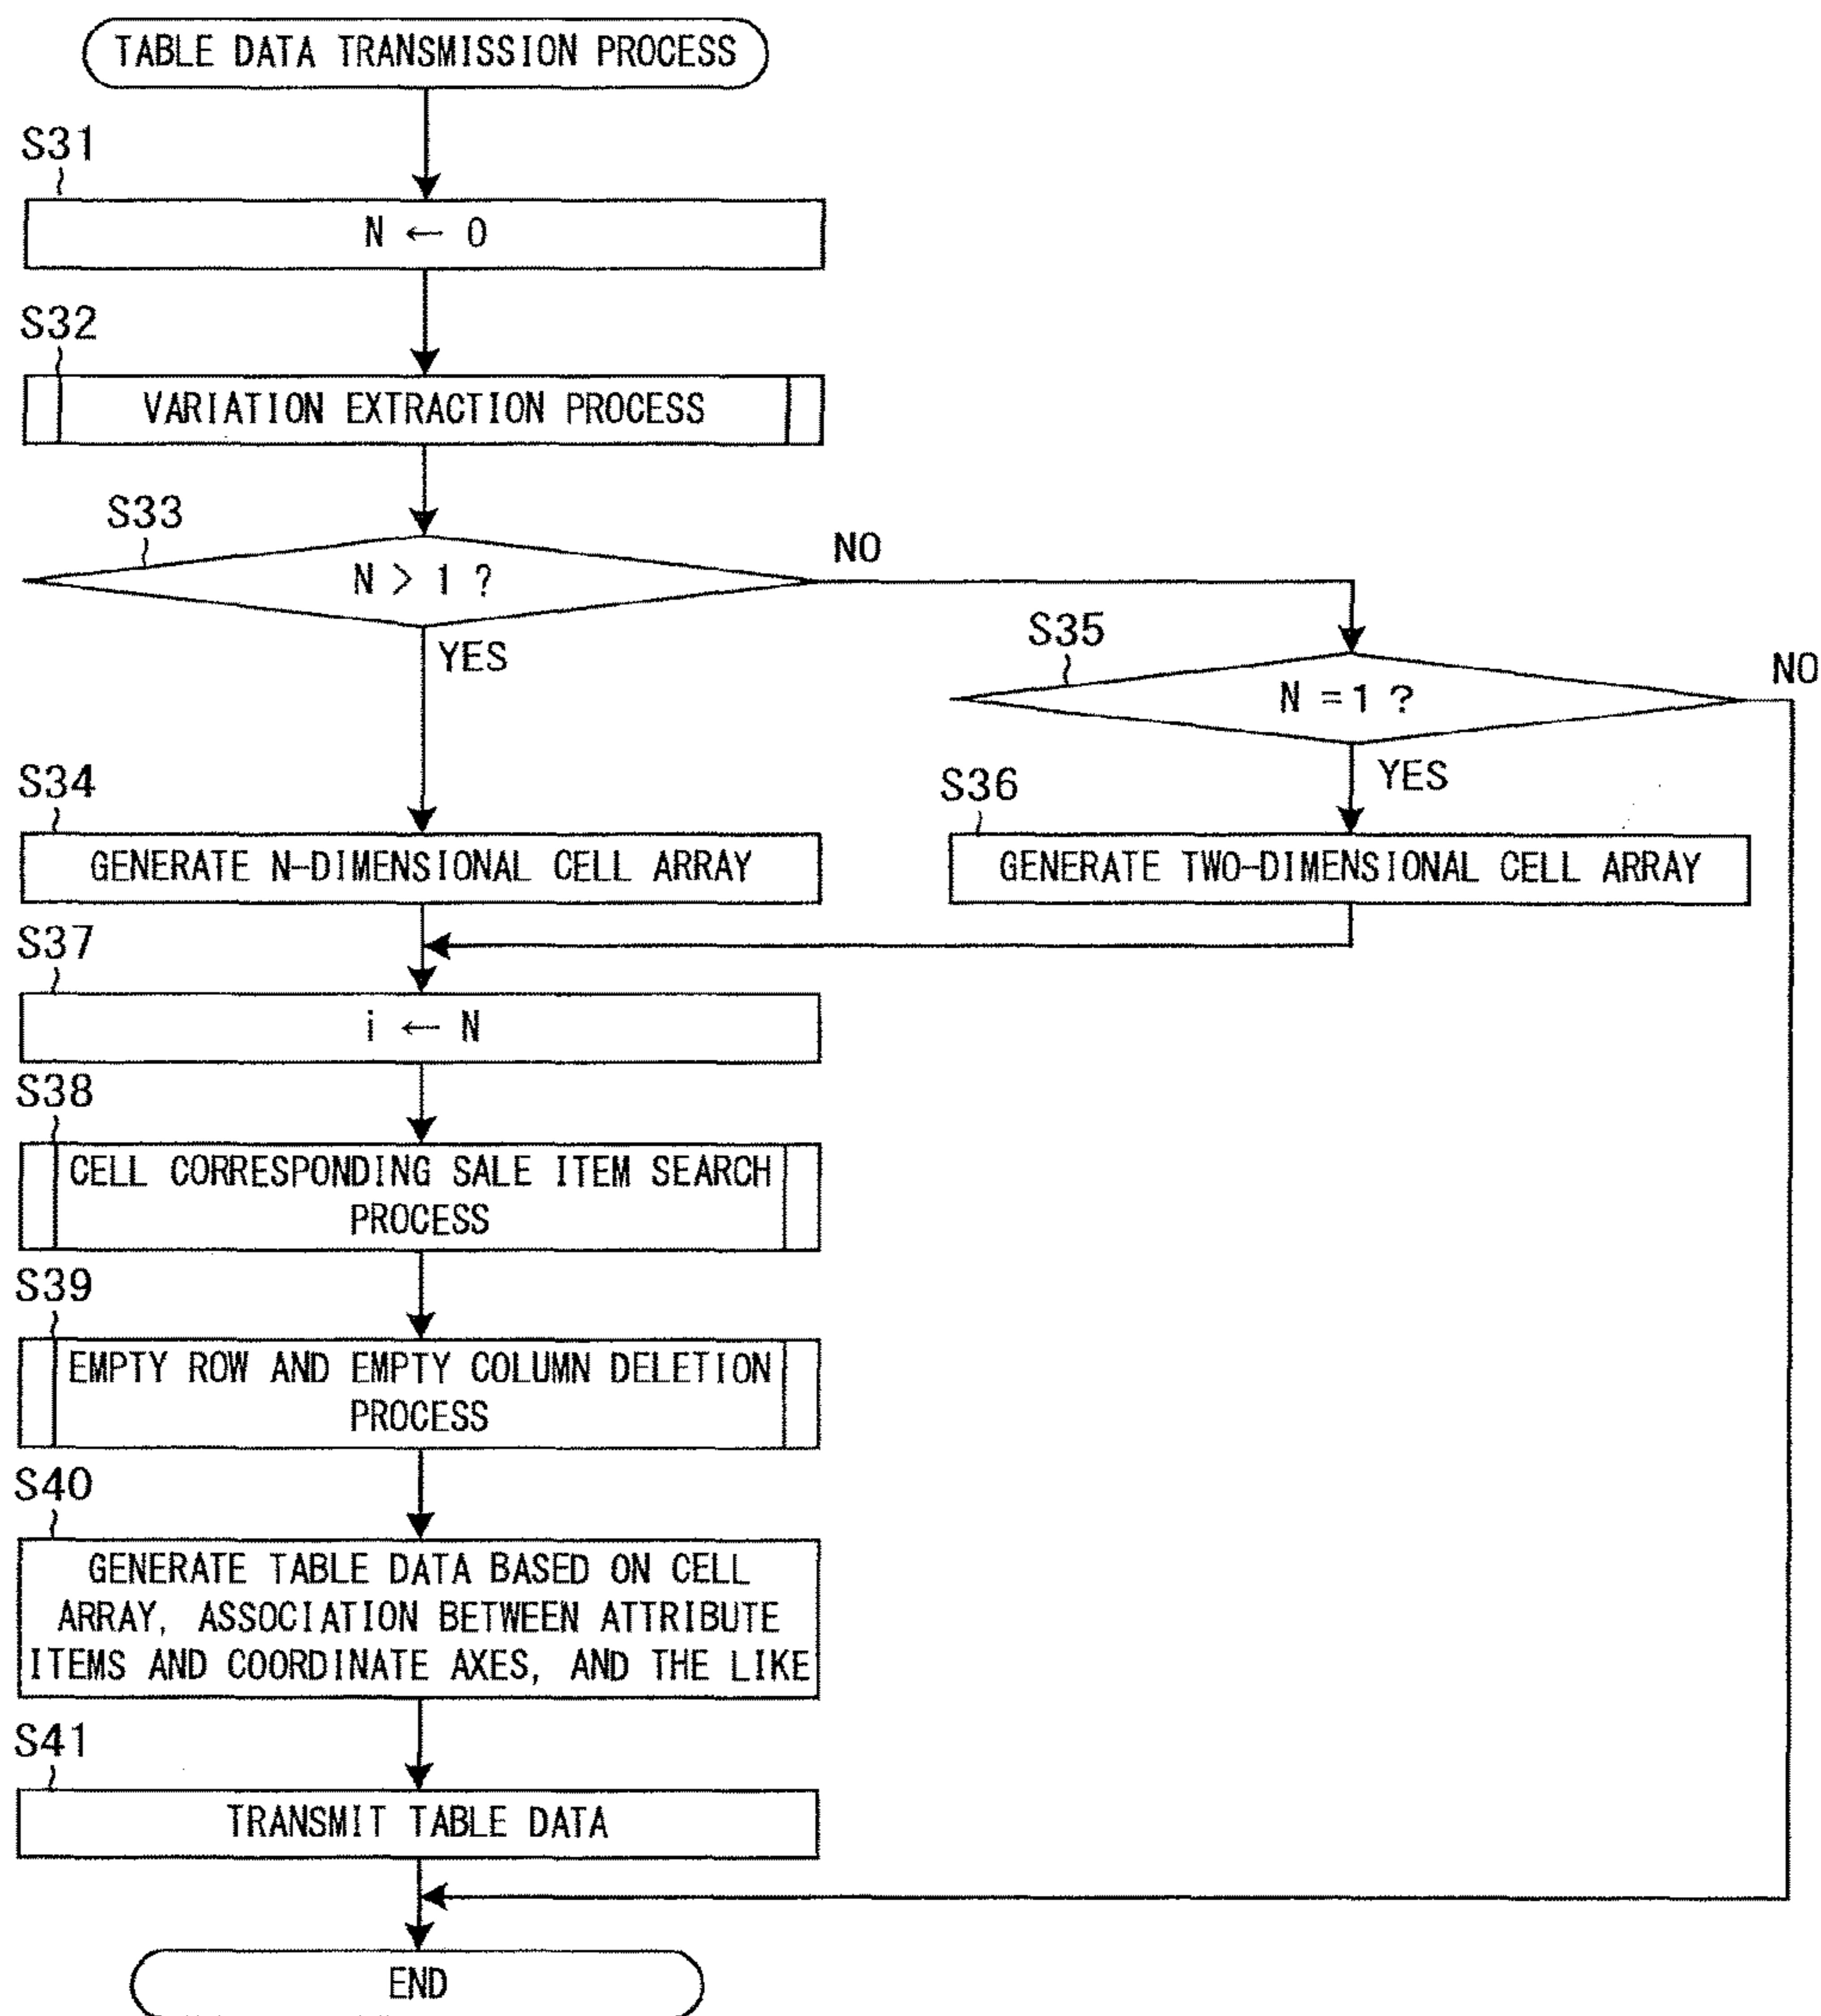 TABLE DATA TRANSMISSION PROCESS
S31
N ← 0
S32
VARIATION EXTRACTION PROCESS
S33
N > 1 ?
NO
YES
S35
N = 1 ?
NO
YES
S34
GENERATE N-DIMENSIONAL CELL ARRAY
S36
GENERATE TWO-DIMENSIONAL CELL ARRAY
S37
i ← N
S38
CELL CORRESPONDING SALE ITEM SEARCH
PROCESS
S39
EMPTY ROW AND EMPTY COLUMN DELETION
PROCESS
S40
GENERATE TABLE DATA BASED ON CELL
ARRAY, ASSOCIATION BETWEEN ATTRIBUTE
ITEMS AND COORDINATE AXES, AND THE LIKE
S41
TRANSMIT TABLE DATA
END